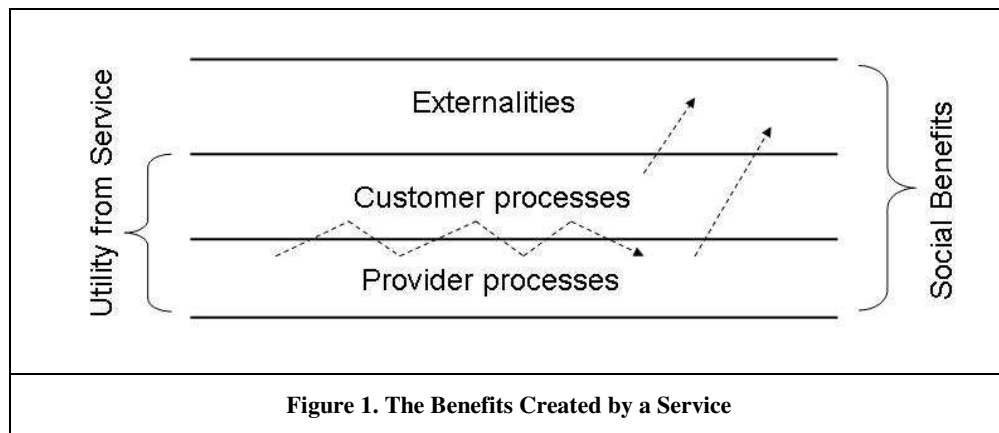 Utility from Service
Externalities
Customer processes
Provider processes
Social Benefits
Figure 1. The Benefits Created by a Service